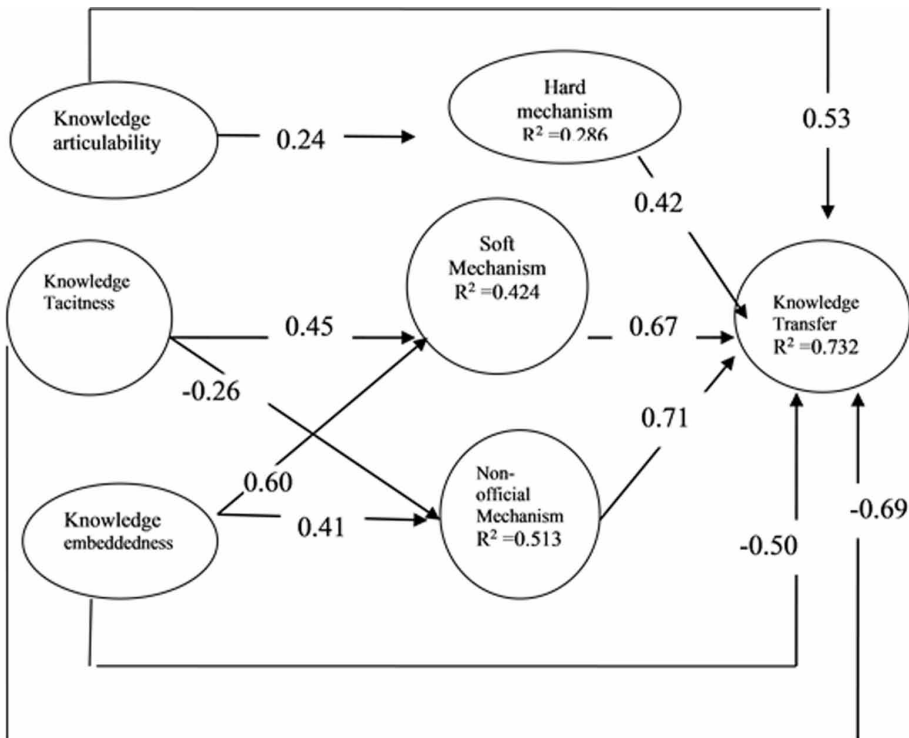 Knowledge
articulability
0.24
Hard
mechanism
R² =0.286
0.53
0.42
Knowledge
Tacitness
Soft
Mechanism
R² =0.424
0.45
0.67
Knowledge
Transfer
R² =0.732
-0.26
0.71
0.60
Knowledge
embeddedness
0.41
Non-
official
Mechanism
R² =0.513
-0.50
-0.69